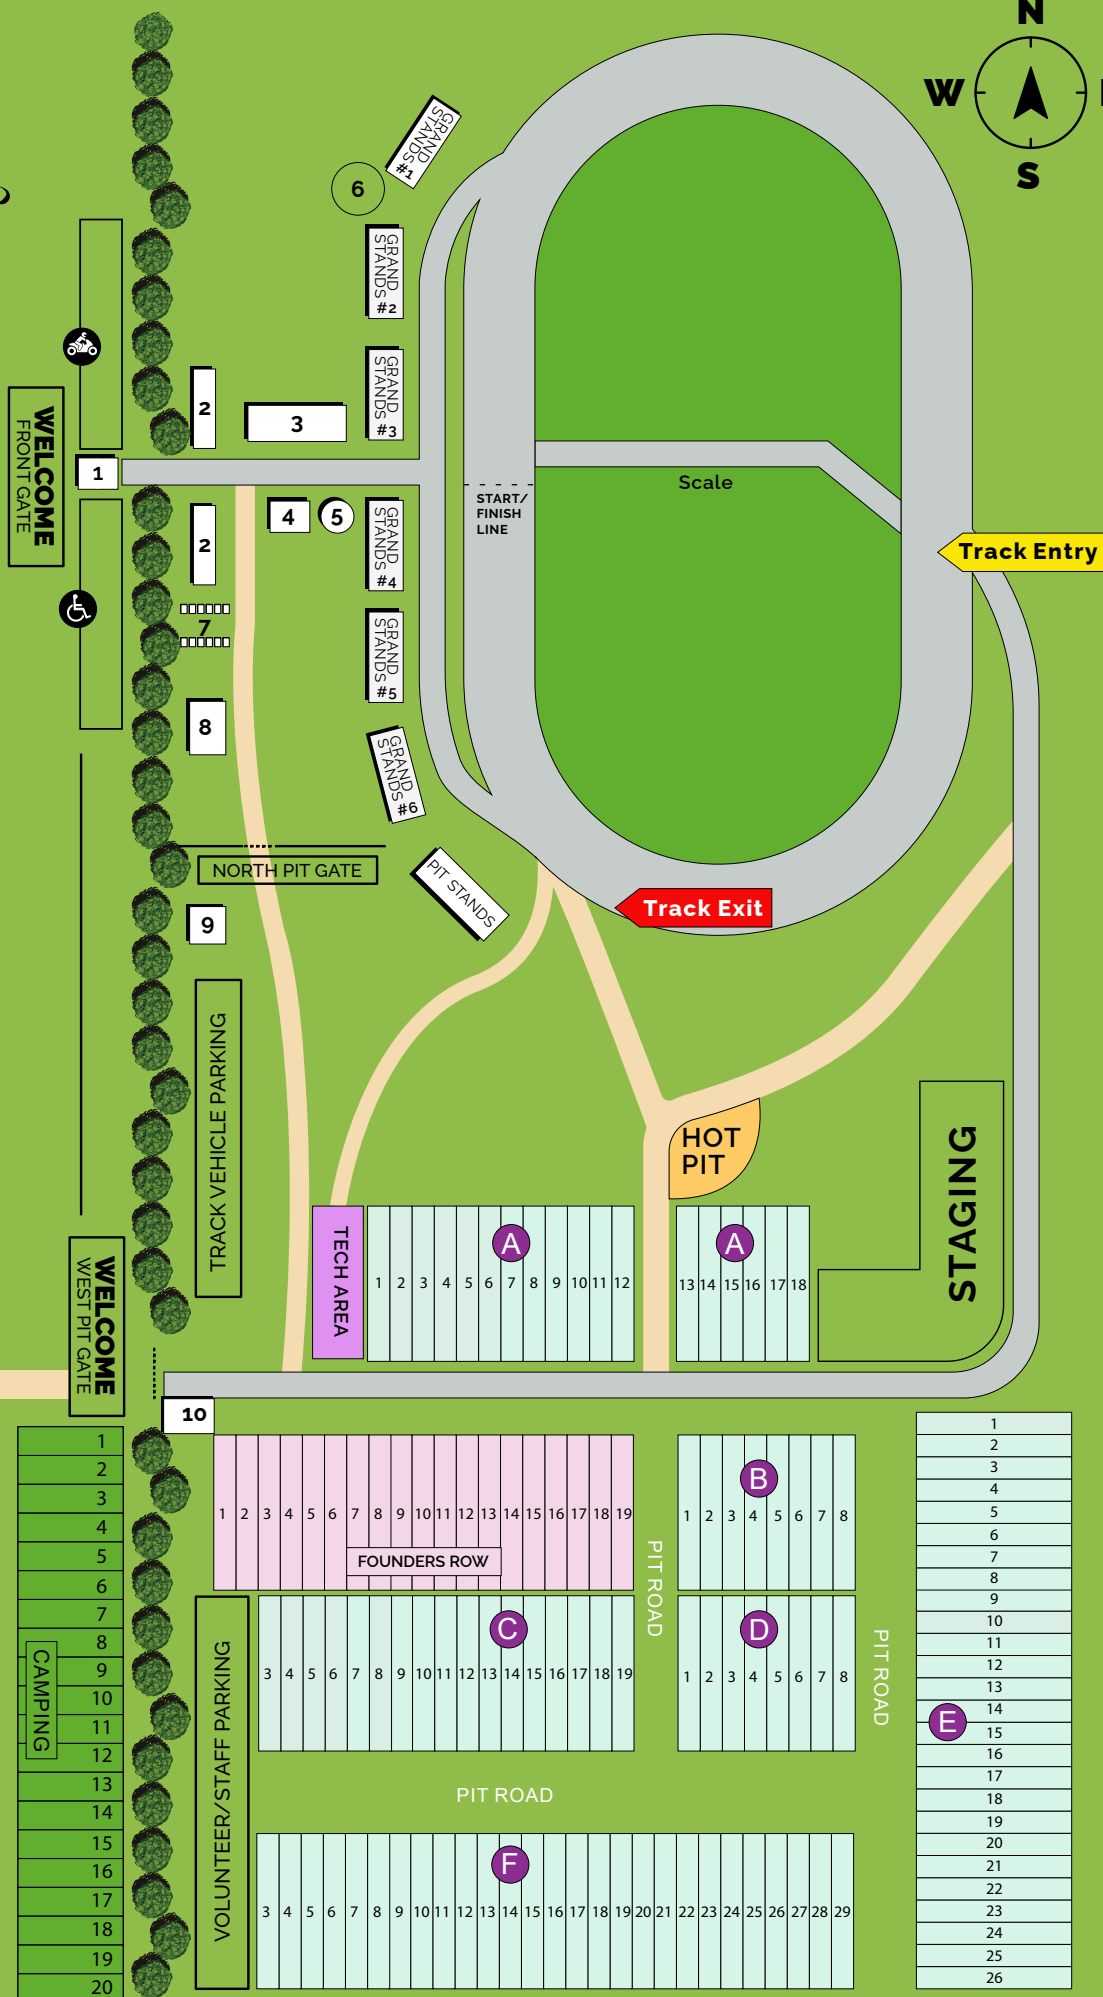 N
W
S
GRAND
STANDS
#1
6
GRAND
STANDS #2
GRAND
STANDS #3
2
3
WELCOME
FRONT GATE
1
Scale
START/
FINISH
LINE
4
5
GRAND
STANDS #4
2
Track Entry
7
GRAND
STANDS #5
8
GRAND
STANDS #6
NORTH PIT GATE
PIT STANDS
Track Exit
9
TRACK VEHICLE PARKING
HOT
PIT
STAGING
TECH AREA
A
1 2 3 4 5 6 7 8 9 10 11 12
A
13 14 15 16 17 18
WELCOME
WEST PIT GATE
10
1
2
3
4
5
6
7
8
9
10
11
12
13
14
15
16
17
18
19
20
CAMPING
1 2 3 4 5 6 7 8 9 10 11 12 13 14 15 16 17 18 19
FOUNDERS ROW
B
1 2 3 4 5 6 7 8
PIT ROAD
VOLUNTEER/STAFF PARKING
C
3 4 5 6 7 8 9 10 11 12 13 14 15 16 17 18 19
D
1 2 3 4 5 6 7 8
PIT ROAD
PIT ROAD
F
3 4 5 6 7 8 9 10 11 12 13 14 15 16 17 18 19 20 21 22 23 24 25 26 27 28 29
E
1
2
3
4
5
6
7
8
9
10
11
12
13
14
15
16
17
18
19
20
21
22
23
24
25
26